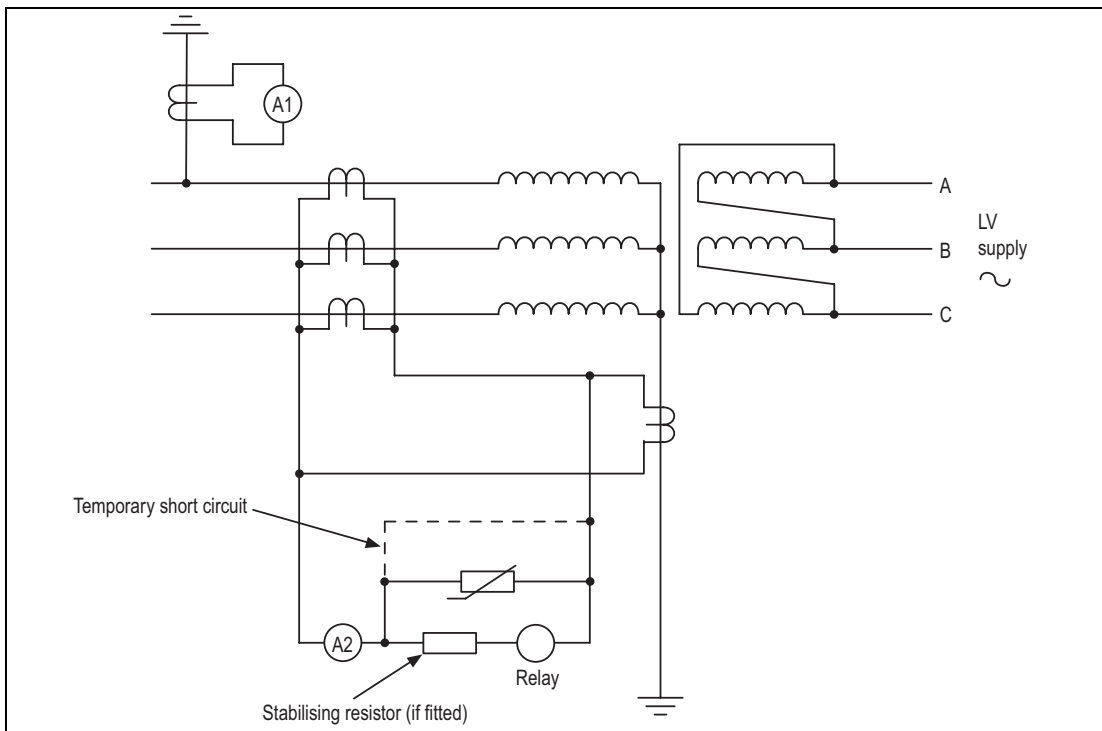 A1
A
LV
supply
B
C
Temporary short circuit
A2
Relay
Stabilising resistor (if fitted)